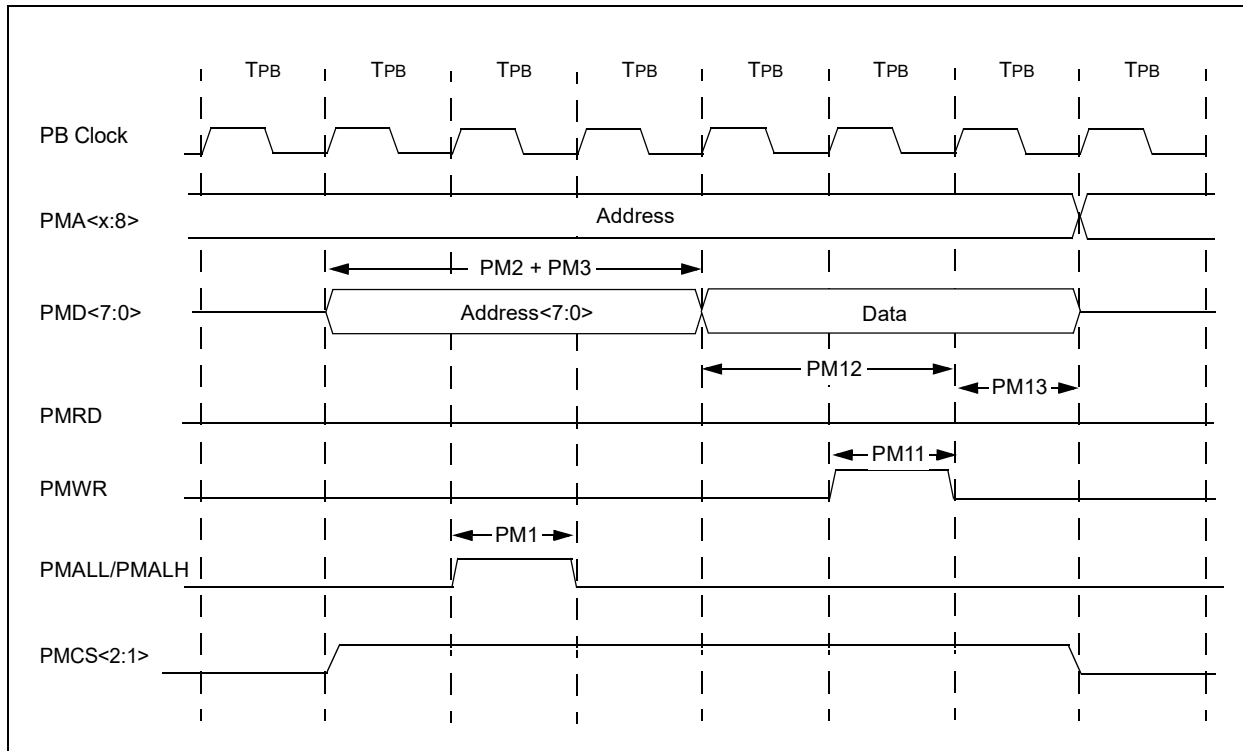 TPB TPB TPB TPB TPB TPB TPB TPB
PB Clock
PMA<x:8> Address
PM2 + PM3
PMD<7:0> Address<7:0> Data
PM12
PM13
PMRD
PM11
PMWR
PM1
PMALL/PMALH
PMCS<2:1>